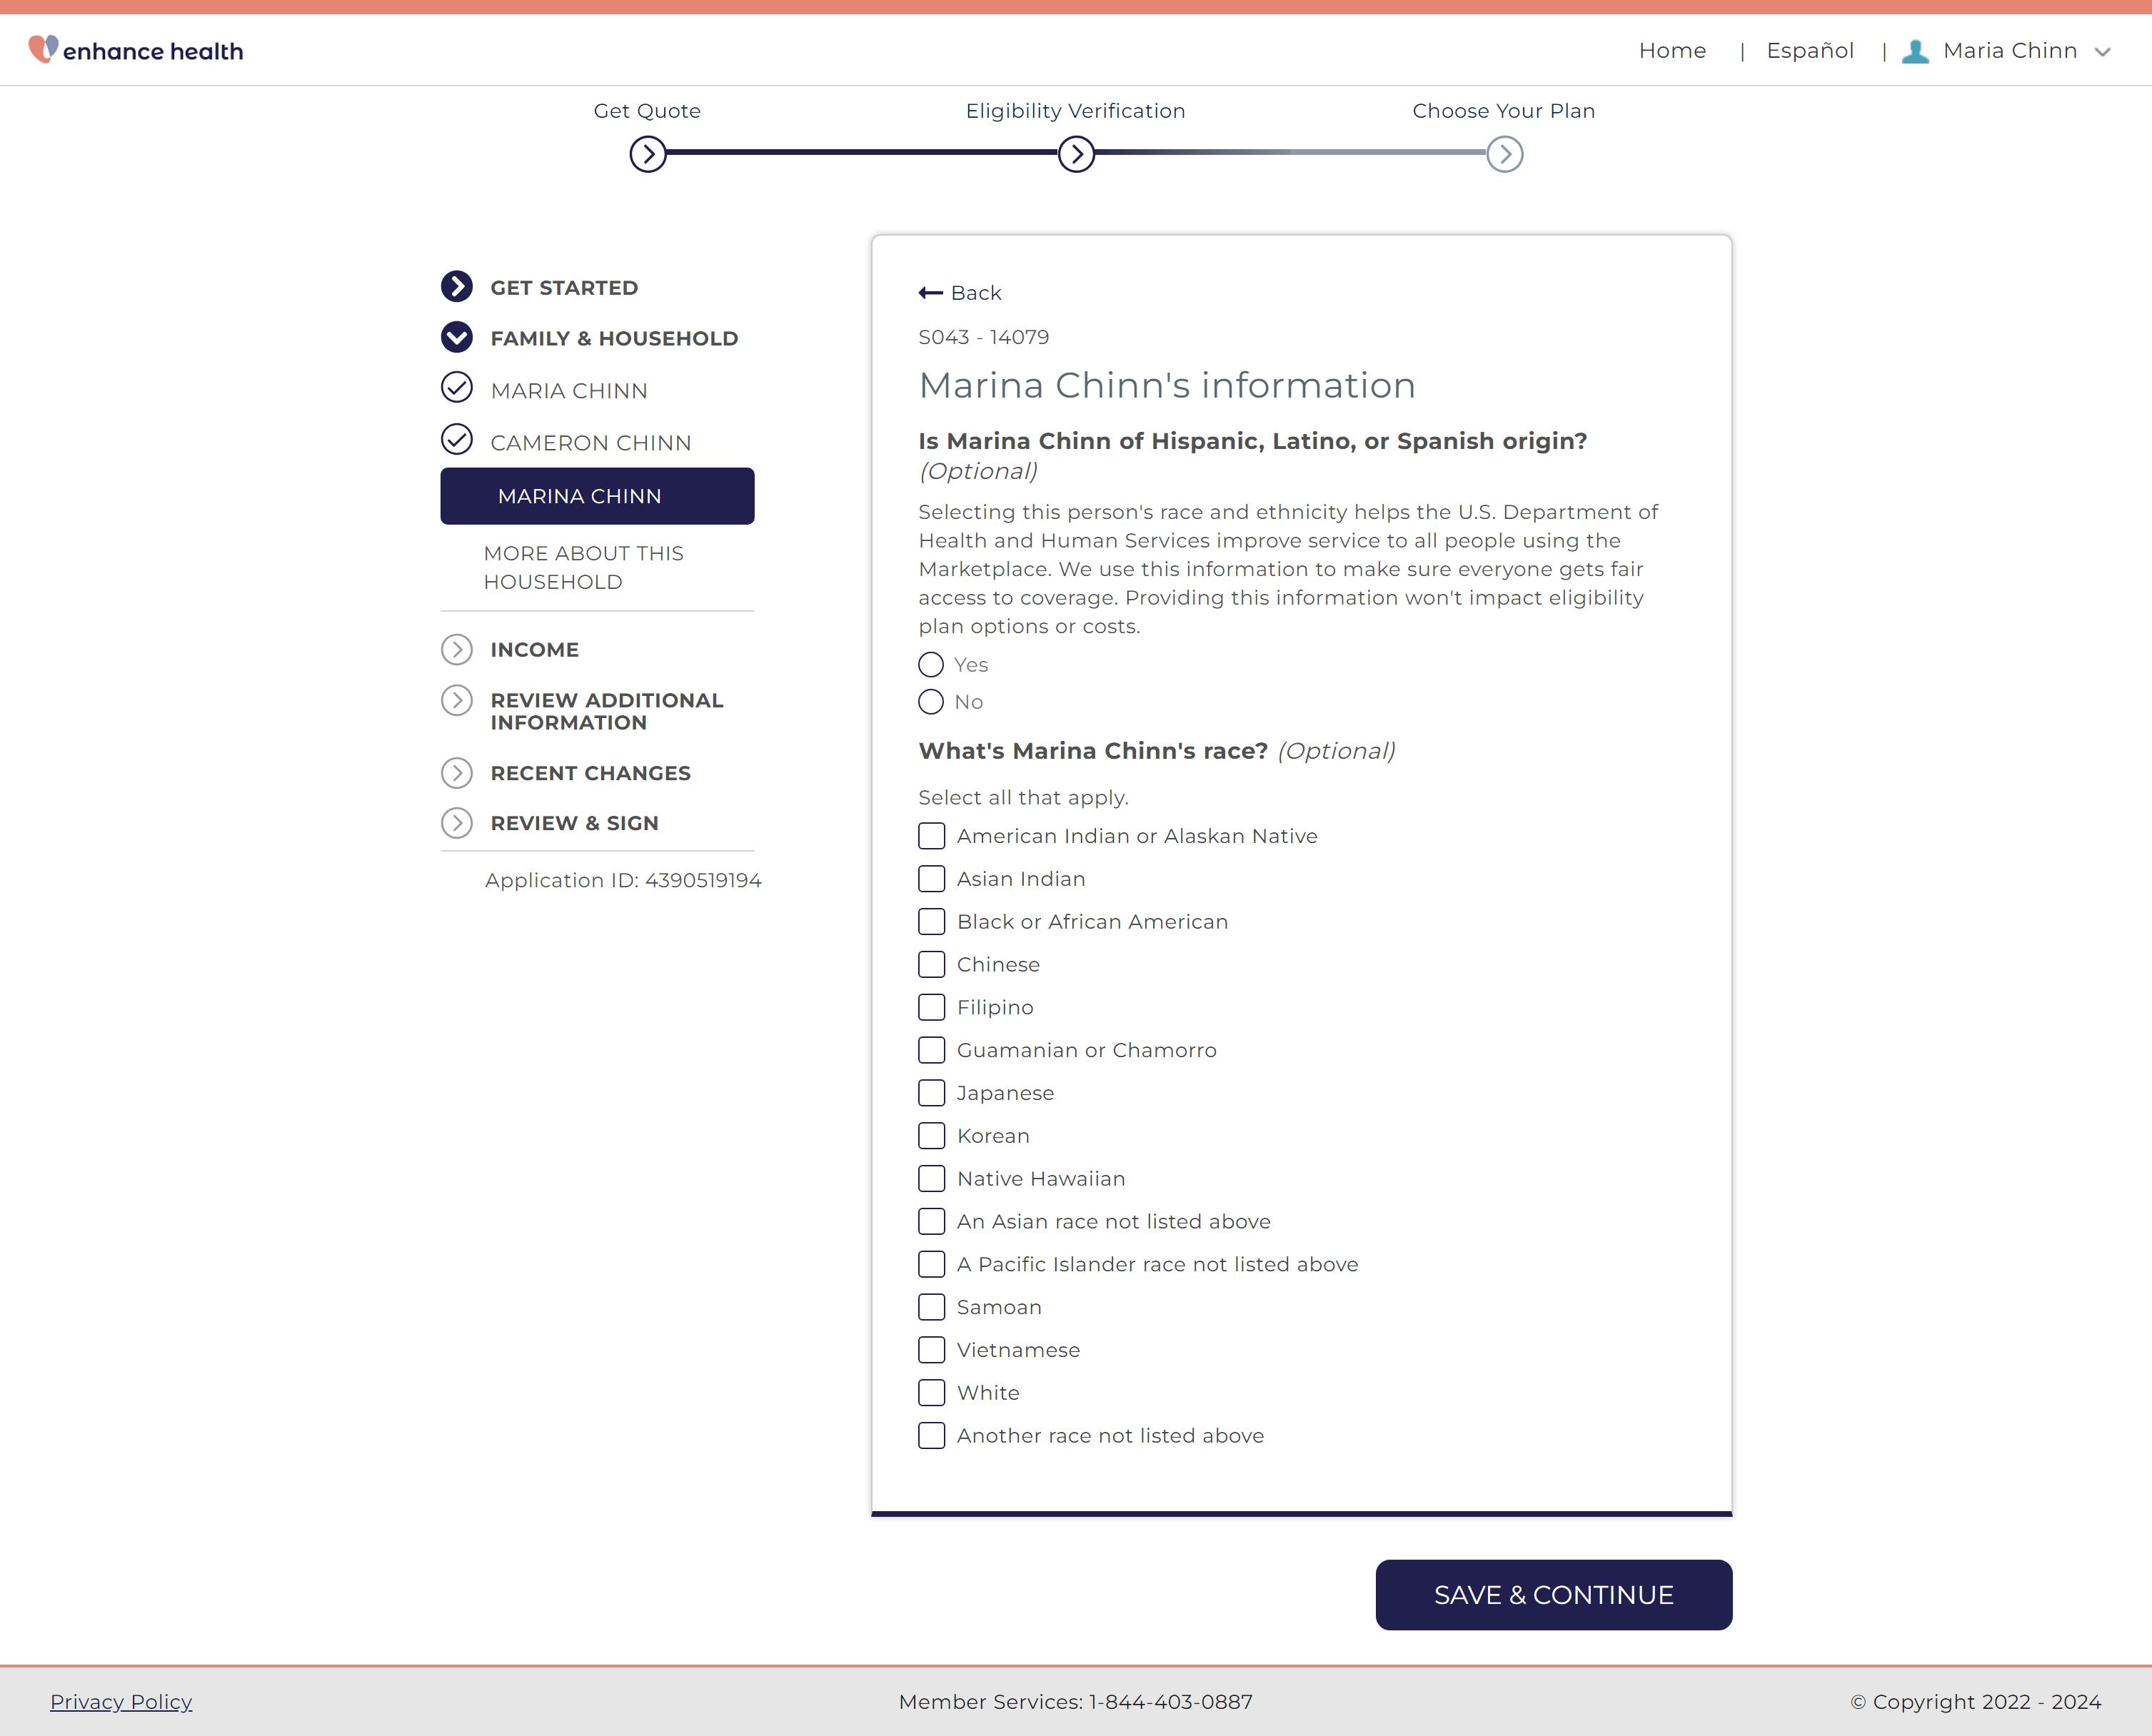 enhance health
Home | Español | Maria Chinn
Get Quote
Eligibility Verification
Choose Your Plan
GET STARTED
FAMILY & HOUSEHOLD
MARIA CHINN
CAMERON CHINN
MARINA CHINN
MORE ABOUT THIS
HOUSEHOLD
INCOME
REVIEW ADDITIONAL
INFORMATION
RECENT CHANGES
REVIEW & SIGN
Application ID: 4390519194
Back
S043 - 14079
Marina Chinn's information
Is Marina Chinn of Hispanic, Latino, or Spanish origin?
(Optional)
Selecting this person's race and ethnicity helps the U.S. Department of
Health and Human Services improve service to all people using the
Marketplace. We use this information to make sure everyone gets fair
access to coverage. Providing this information won't impact eligibility
plan options or costs.
Yes
No
What's Marina Chinn's race? (Optional)
Select all that apply.
American Indian or Alaskan Native
Asian Indian
Black or African American
Chinese
Filipino
Guamanian or Chamorro
Japanese
Korean
Native Hawaiian
An Asian race not listed above
A Pacific Islander race not listed above
Samoan
Vietnamese
White
Another race not listed above
SAVE & CONTINUE
Privacy Policy
Member Services: 1-844-403-0887
© Copyright 2022 - 2024